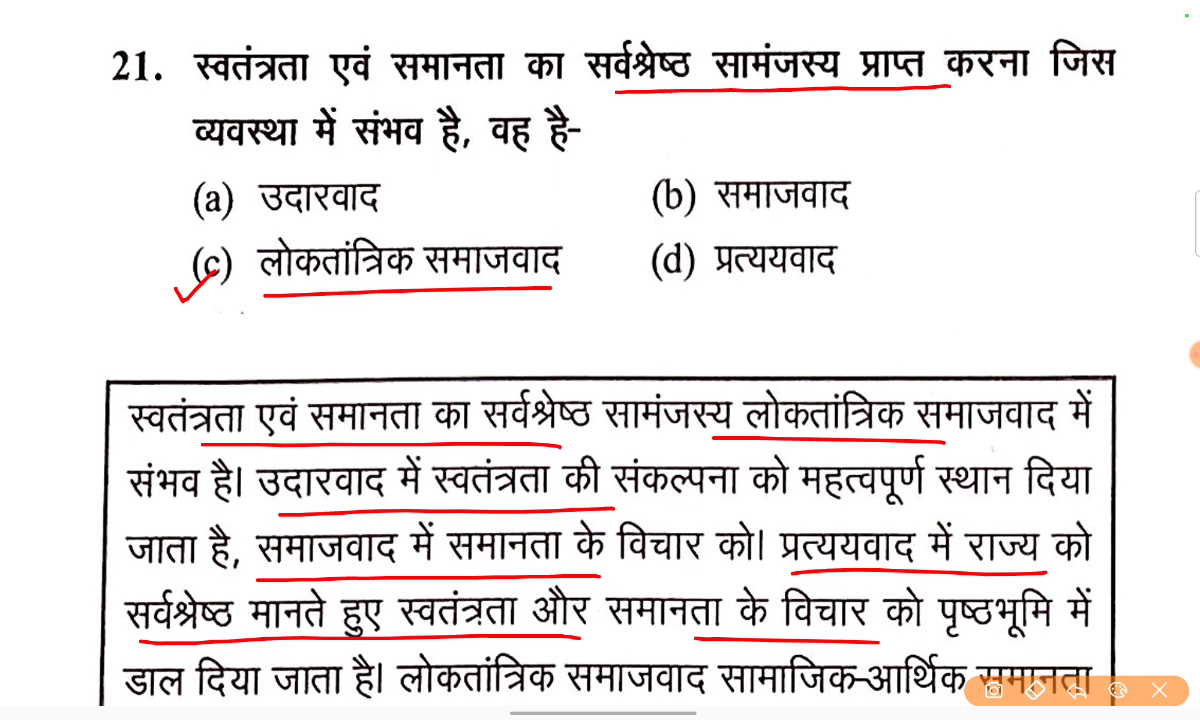 21. स्वतंत्रता एवं समानता का सर्वश्रेष्ठ सामंजस्य प्राप्त करना जिस
व्यवस्था में संभव है, वह है-
(a) उदारवाद (b) समाजवाद
(c) लोकतांत्रिक समाजवाद (d) प्रत्ययवाद
स्वतंत्रता एवं समानता का सर्वश्रेष्ठ सामंजस्य लोकतांत्रिक समाजवाद में
संभव है। उदारवाद में स्वतंत्रता की संकल्पना को महत्वपूर्ण स्थान दिया
जाता है, समाजवाद में समानता के विचार को। प्रत्ययवाद में राज्य को
सर्वश्रेष्ठ मानते हुए स्वतंत्रता और समानता के विचार को पृष्ठभूमि में
डाल दिया जाता है। लोकतांत्रिक समाजवाद सामाजिक-आर्थिक समानता